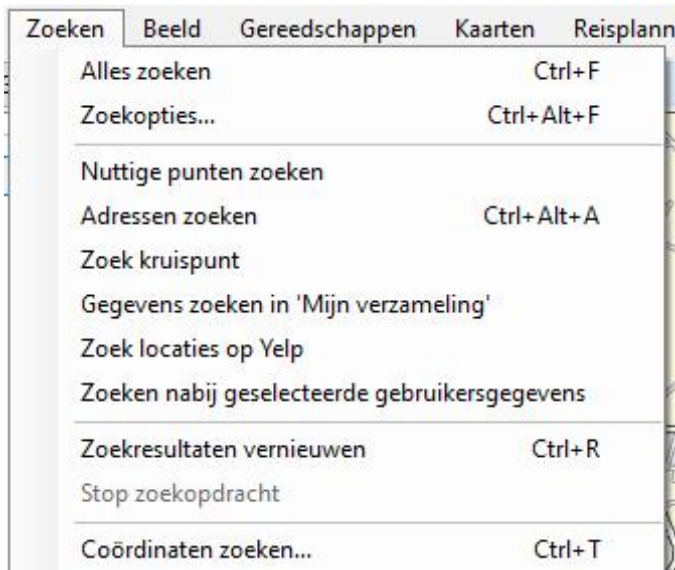 Zoeken Beeld Gereedschappen Kaarten Reisplann
Alles zoeken Ctrl+F
Zoekopties... Ctrl+Alt+F
Nuttige punten zoeken
Adressen zoeken Ctrl+Alt+A
Zoek kruispunt
Gegevens zoeken in 'Mijn verzameling'
Zoek locaties op Yelp
Zoeken nabij geselecteerde gebruikersgegevens
Zoekresultaten vernieuwen Ctrl+R
Stop zoekopdracht
Coördinaten zoeken... Ctrl+T